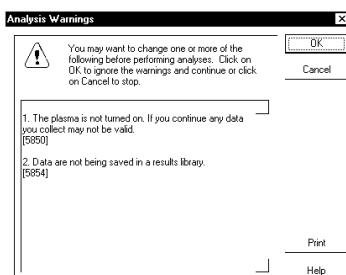 Analysis Warnings
You may want to change one or more of the
following before performing analyses. Click on
OK to ignore the warnings and continue or click
on Cancel to stop.
OK
Cancel
1. The plasma is not turned on. If you continue any data
you collect may not be valid.
[5850]
2. Data are not being saved in a results library.
[5854]
Print
Help